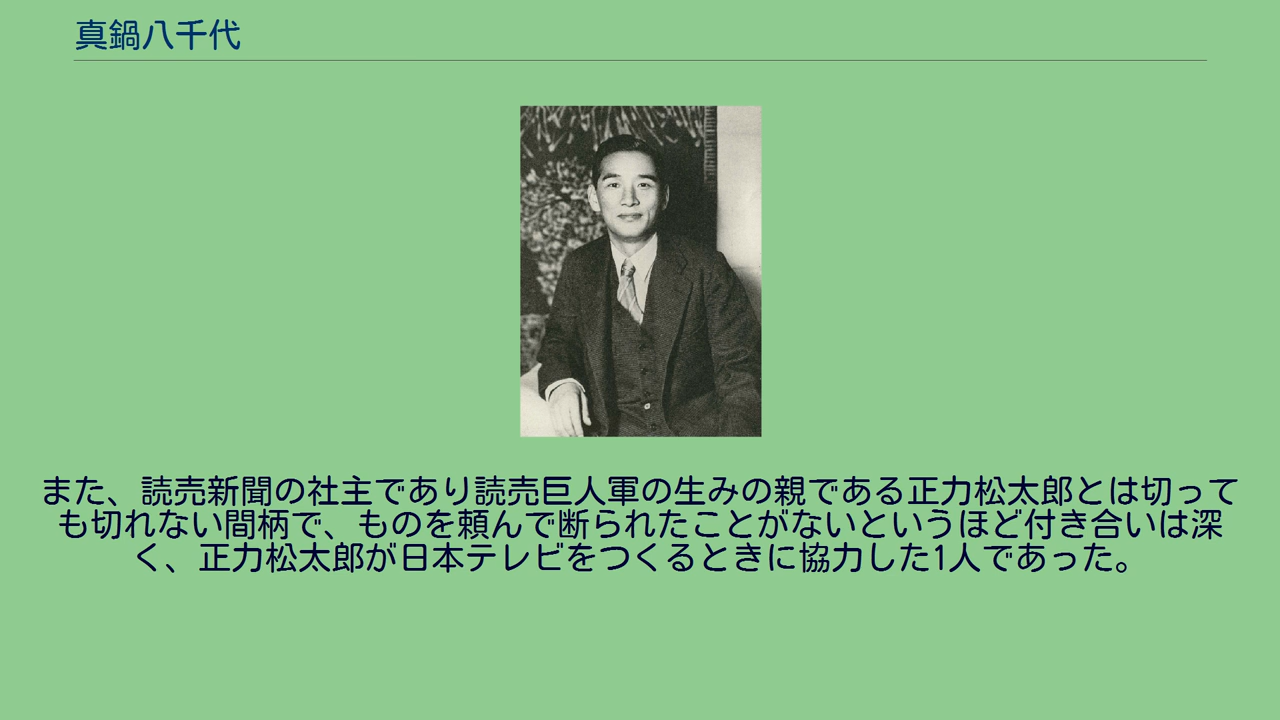 真鍋八千代
また、読売新聞の社主であり読売巨人軍の生みの親である正力松太郎とは切って
も切れない間柄で、ものを頼んで断られたことがないというほど付き合いは深
く、正力松太郎が日本テレビをつくるときに協力した1人であった。